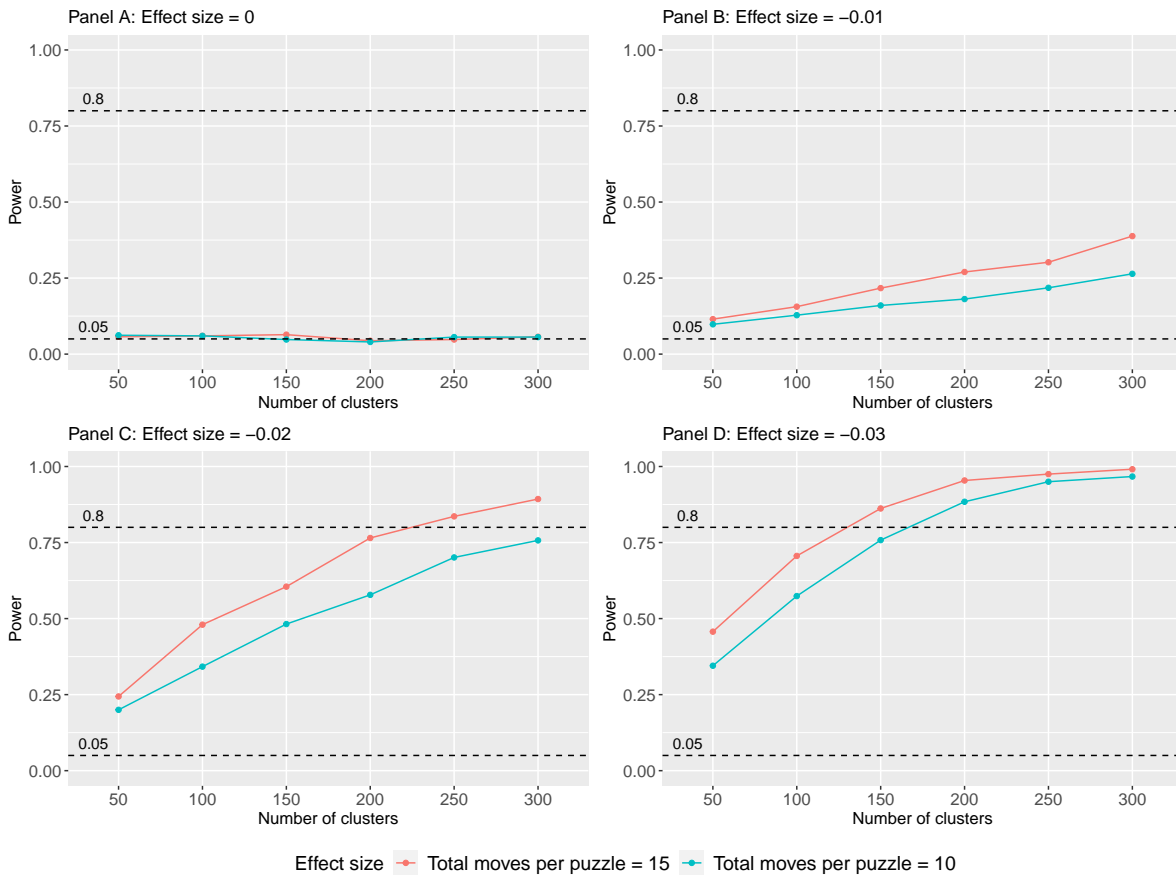 Panel A: Effect size = 0
1.00
0.8
0.75
0.50
0.25
0.05
0.00
Power
50 100 150 200 250 300
Number of clusters
Panel B: Effect size = −0.01
1.00
0.8
0.75
0.50
0.25
0.05
0.00
Power
50 100 150 200 250 300
Number of clusters
Panel C: Effect size = −0.02
1.00
0.8
0.75
0.50
0.25
0.05
0.00
Power
50 100 150 200 250 300
Number of clusters
Panel D: Effect size = −0.03
1.00
0.8
0.75
0.50
0.25
0.05
0.00
Power
50 100 150 200 250 300
Number of clusters
Effect size Total moves per puzzle = 15 Total moves per puzzle = 10